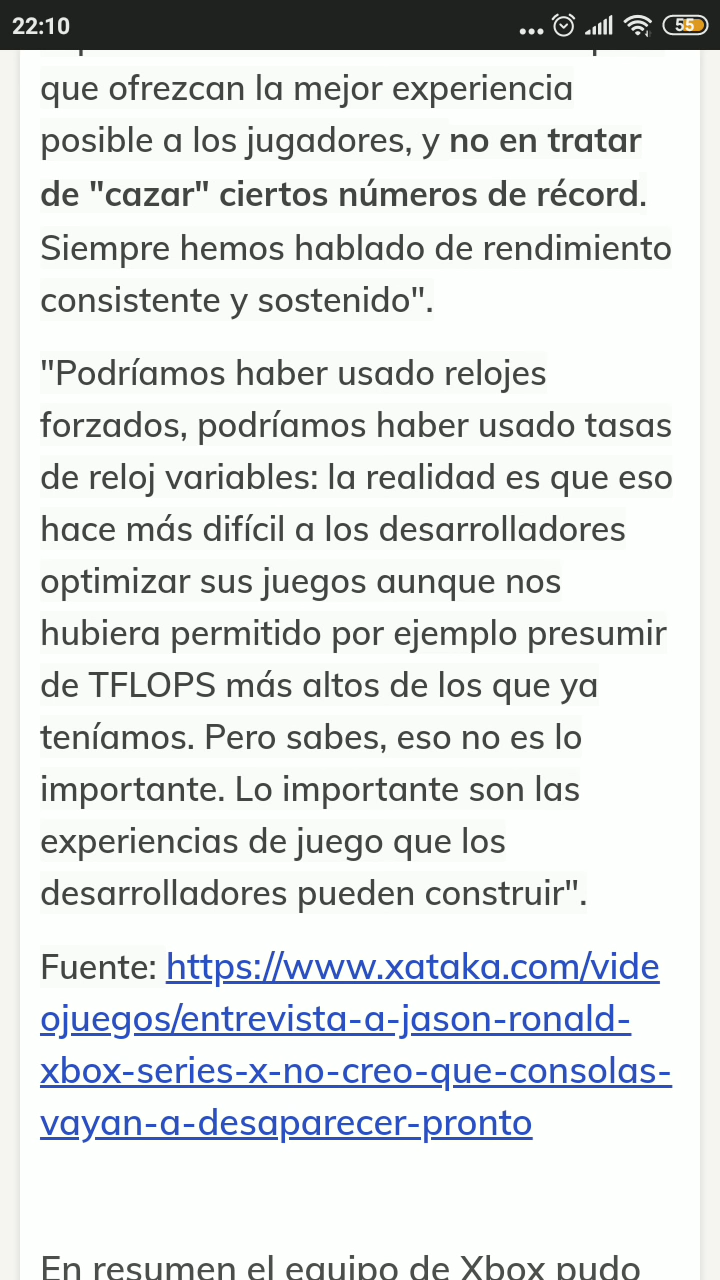 22:10
55
que ofrezcan la mejor experiencia
posible a los jugadores, y no en tratar
de "cazar" ciertos números de récord.
Siempre hemos hablado de rendimiento
consistente y sostenido".
"Podríamos haber usado relojes
forzados, podríamos haber usado tasas
de reloj variables: la realidad es que eso
hace más difícil a los desarrolladores
optimizar sus juegos aunque nos
hubiera permitido por ejemplo presumir
de TFLOPS más altos de los que ya
teníamos. Pero sabes, eso no es lo
importante. Lo importante son las
experiencias de juego que los
desarrolladores pueden construir".
Fuente: https://www.xataka.com/vide
ojuegos/entrevista-a-jason-ronald-
xbox-series-x-no-creo-que-consolas-
vayan-a-desaparecer-pronto
En resumen el equipo de Xbox pudo